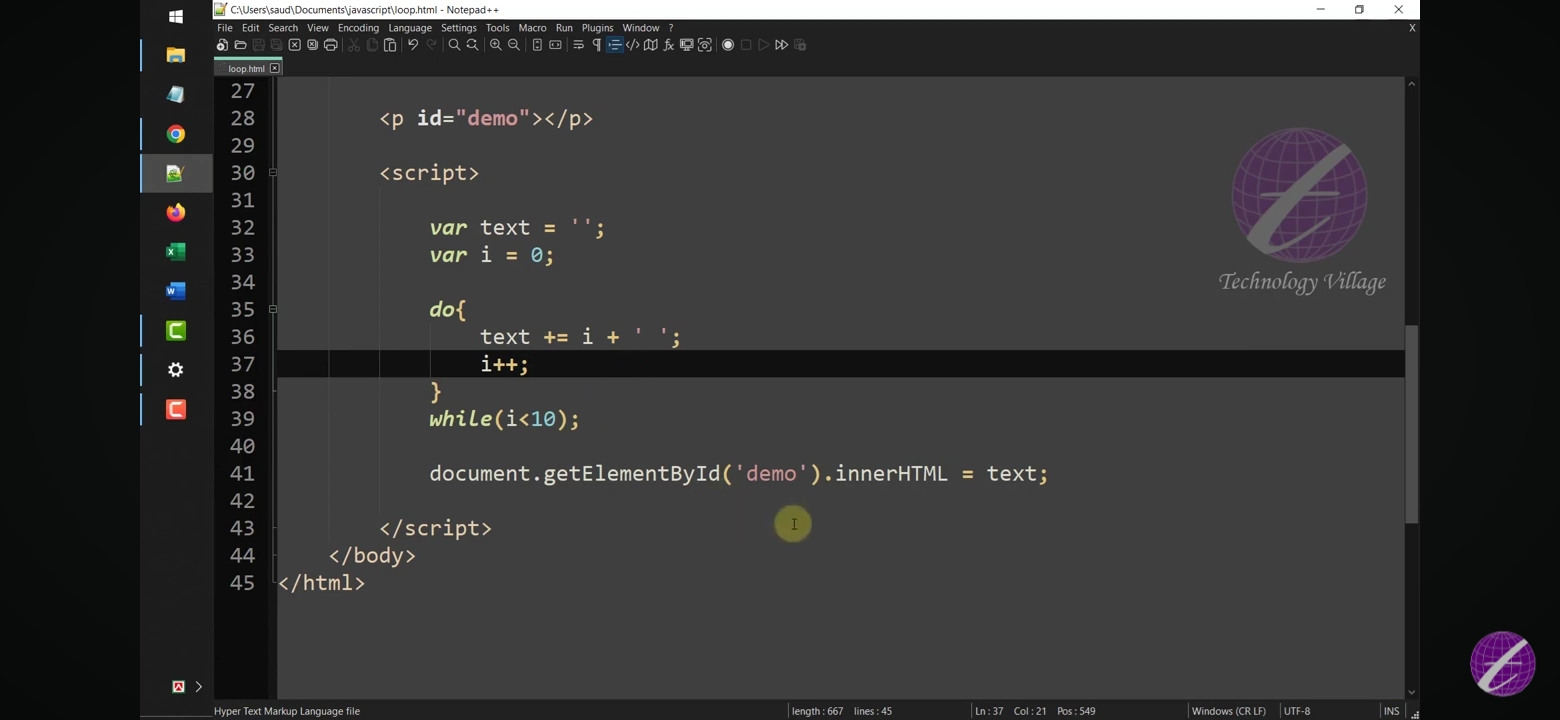 C:\Users\saud\Documents\javascript\loop.html - Notepad++
File Edit Search View Encoding Language Settings Tools Macro Run Plugins Window ? X
loop.html
27
28 <p id="demo"></p>
29
30 <script>
31
32 var text = '';
33 var i = 0;
34
35 do{
36 text += i + ' ';
37 i++;
38 }
39 while(i<10);
40
41 document.getElementById('demo').innerHTML = text;
42
43 </script>
44 </body>
45 </html>
Technology Village
Hyper Text Markup Language file length : 667 lines : 45 Ln : 37 Col : 21 Pos : 549 Windows (CR LF) UTF-8 INS